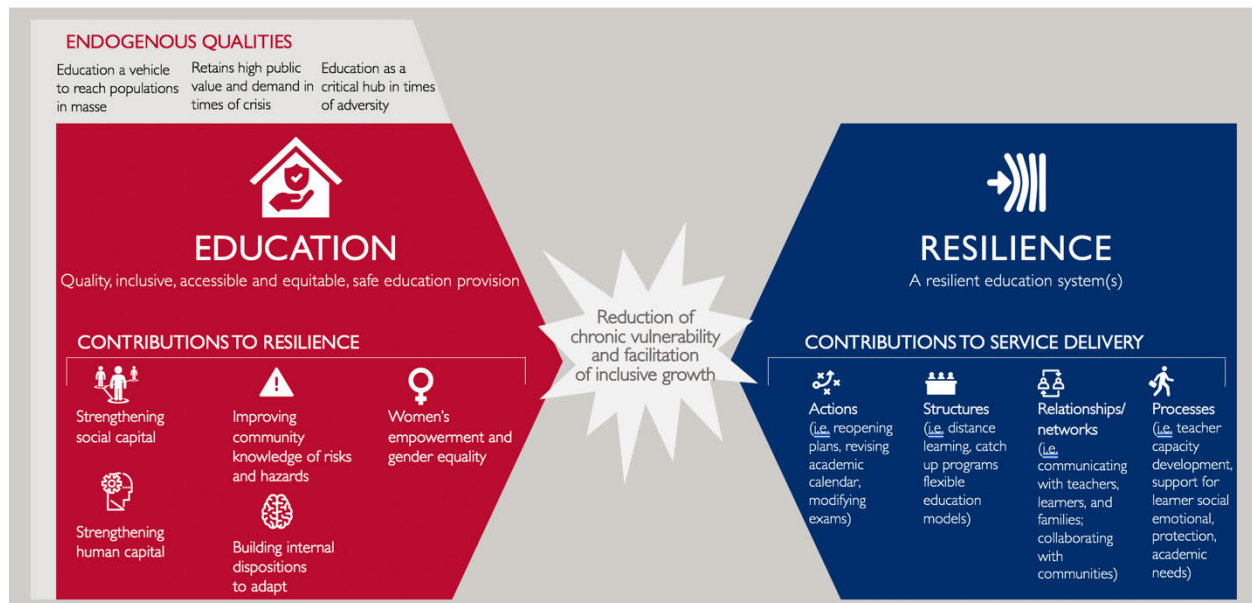 ENDOGENOUS QUALITIES
Education a vehicle
to reach populations
in masse
Retains high public
value and demand in
times of crisis
Education as a
critical hub in times
of adversity
EDUCATION
Quality, inclusive, accessible and equitable, safe education provision
CONTRIBUTIONS TO RESILIENCE
Strengthening
social capital
Improving
community
knowledge of risks
and hazards
Women's
empowerment and
gender equality
Strengthening
human capital
Building internal
dispositions
to adapt
Reduction of
chronic vulnerability
and facilitation
of inclusive growth
RESILIENCE
A resilient education system(s)
CONTRIBUTIONS TO SERVICE DELIVERY
Actions
(i.e. reopening
plans, revising
academic
calendar,
modifying
exams)
Structures
(i.e. distance
learning, catch
up programs
flexible
education
models)
Relationships/
networks
(i.e.
communicating
with teachers,
learners, and
families;
collaborating
with
communities)
Processes
(i.e. teacher
capacity
development,
support for
learner social
emotional,
protection,
academic
needs)